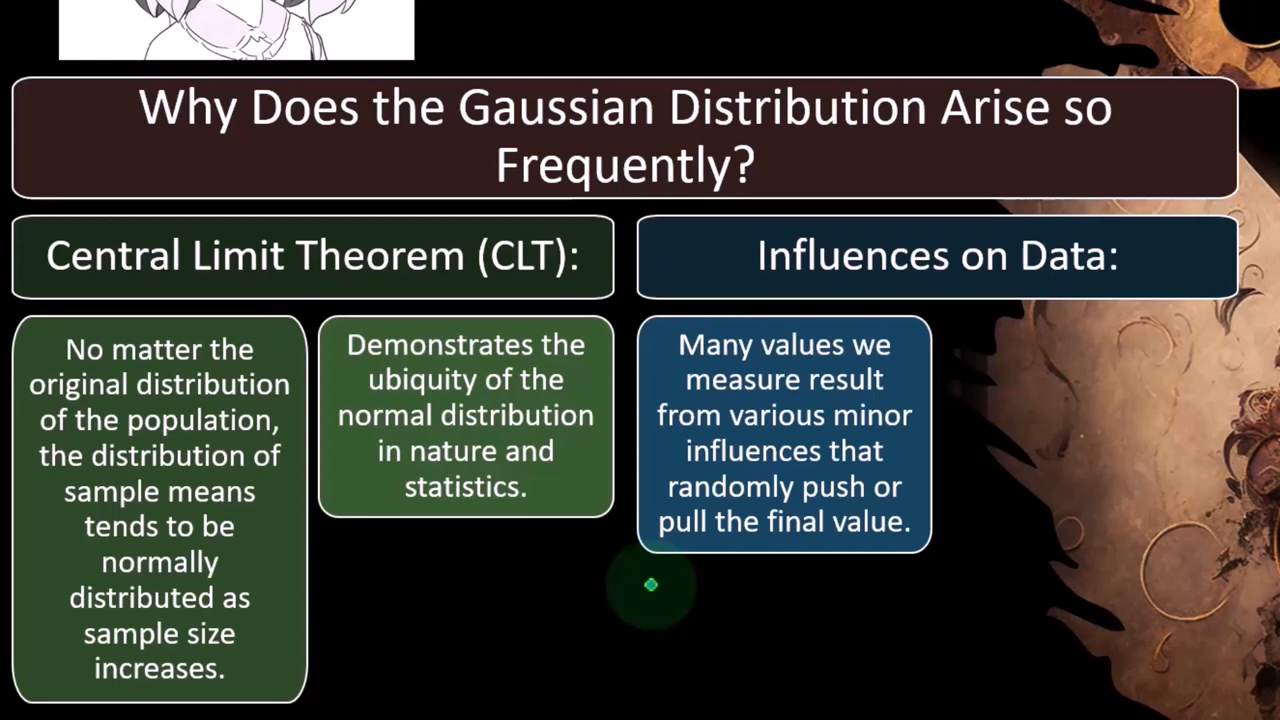 Why Does the Gaussian Distribution Arise so
Frequently?
Central Limit Theorem (CLT):
Influences on Data:
No matter the
original distribution
of the population,
the distribution of
sample means
tends to be
normally
distributed as
sample size
increases.
Demonstrates the
ubiquity of the
normal distribution
in nature and
statistics.
Many values we
measure result
from various minor
influences that
randomly push or
pull the final value.